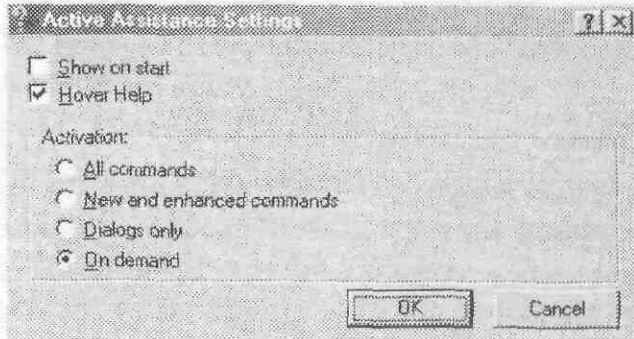 Active Assistance Settings
Show on start
Hover Help
Activation:
All commands
New and enhanced commands
Dialogs only
On demand
OK Cancel